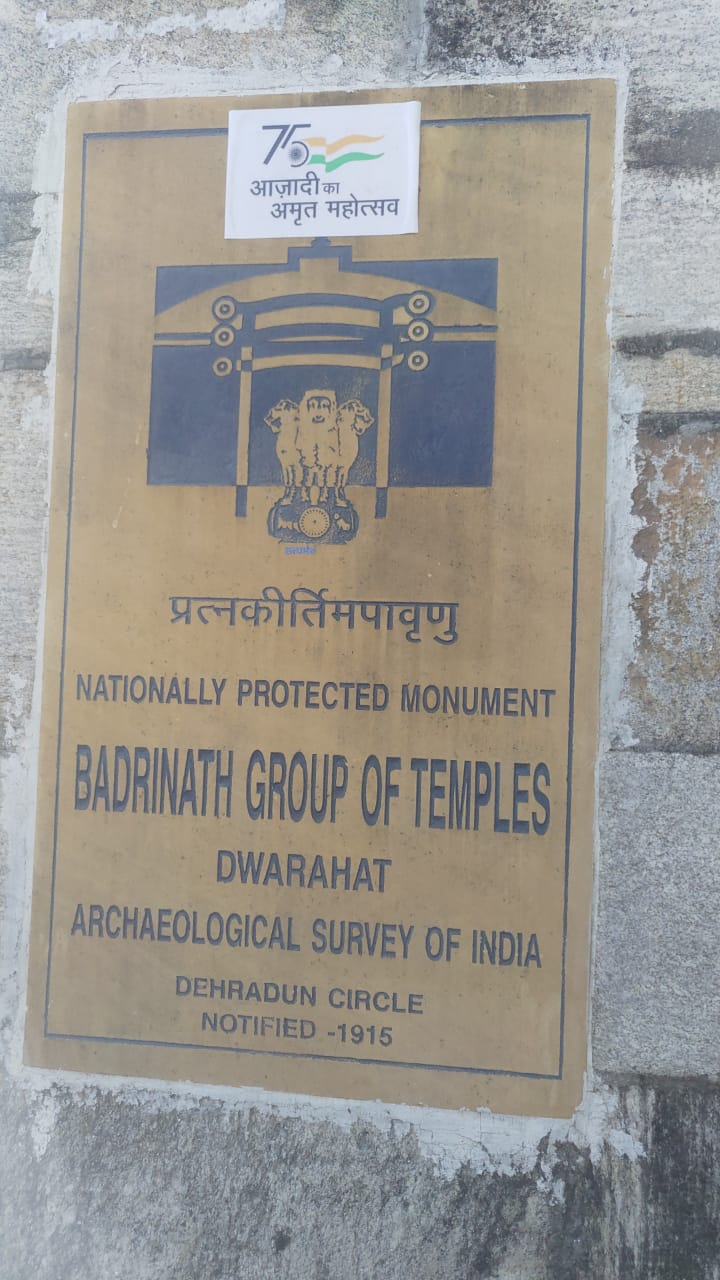 75
आज़ादी का
अमृत महोत्सव
प्रत्नकीर्तिमपावृणु
NATIONALLY PROTECTED MONUMENT
BADRINATH GROUP OF TEMPLES
DWARAHAT
ARCHAEOLOGICAL SURVEY OF INDIA
DEHRADUN CIRCLE
NOTIFIED -1915